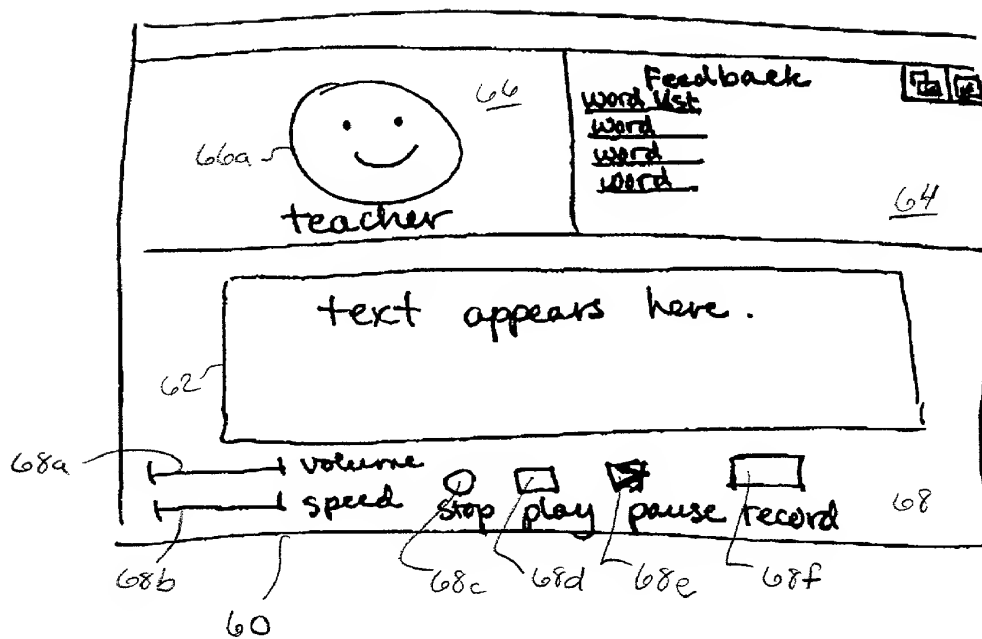 Feedback
66
word list
word
66a
word
word
64
teacher
text appears here.
62
68a
volume
speed
stop play pause record
68
68b
68c
68d
68e
68f
60